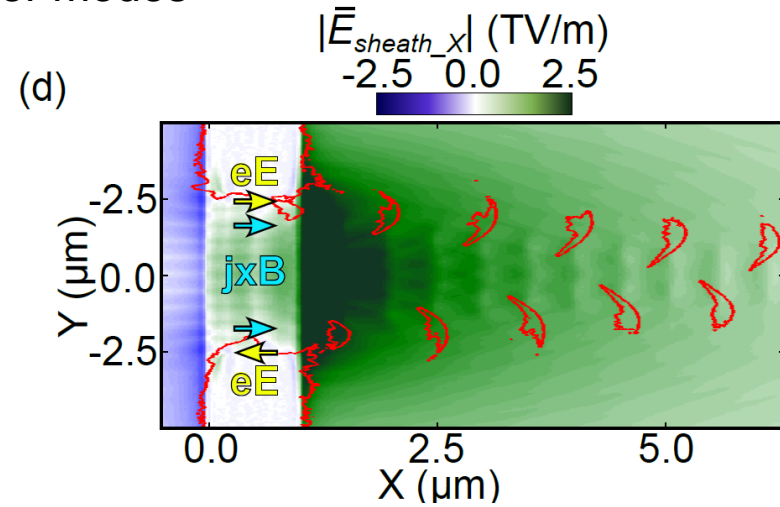 modes
|Ē_sheath_X| (TV/m)
-2.5 0.0 2.5
(d)
eE
jxB
eE
-2.5
-0.0
-2.5
Y (μm)
0.0 2.5 5.0
X (μm)